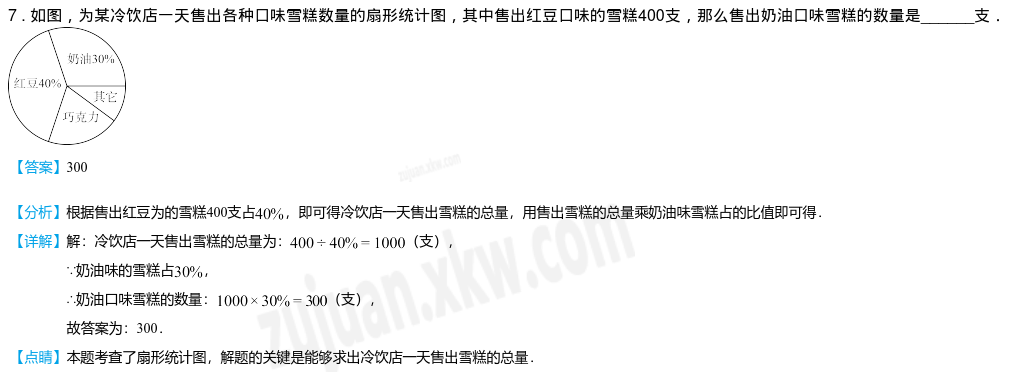 7．如图，为某冷饮店一天售出各种口味雪糕数量的扇形统计图，其中售出红豆口味的雪糕400支，那么售出奶油口味雪糕的数量是______支．
奶油30%
红豆40%
其它
巧克力
【答案】300
【分析】根据售出红豆为的雪糕400支占40%，即可得冷饮店一天售出雪糕的总量，用售出雪糕的总量乘奶油味雪糕占的比值即可得．
【详解】解：冷饮店一天售出雪糕的总量为：400÷40%=1000（支），
∵奶油味的雪糕占30%，
∴奶油口味雪糕的数量：1000×30%=300（支），
故答案为：300．
【点睛】本题考查了扇形统计图，解题的关键是能够求出冷饮店一天售出雪糕的总量．
zujuan.xkw.com
zujuan.xkw.com